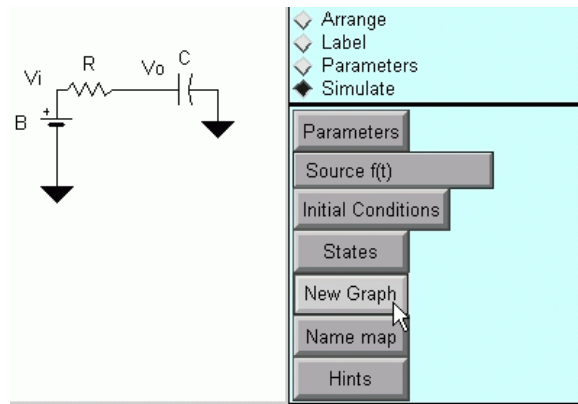 Vi
R
Vo
C
+
B
Arrange
Label
Parameters
Simulate
Parameters
Source f(t)
Initial Conditions
States
New Graph
Name map
Hints